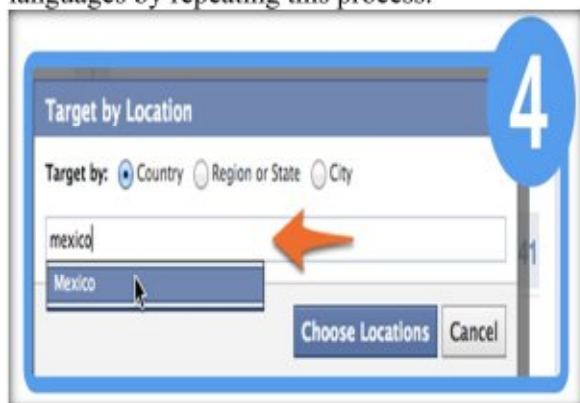 languages by repeating this process.
4
Target by Location
Target by: Country Region or State City
mexico
41
Mexico
Choose Locations Cancel